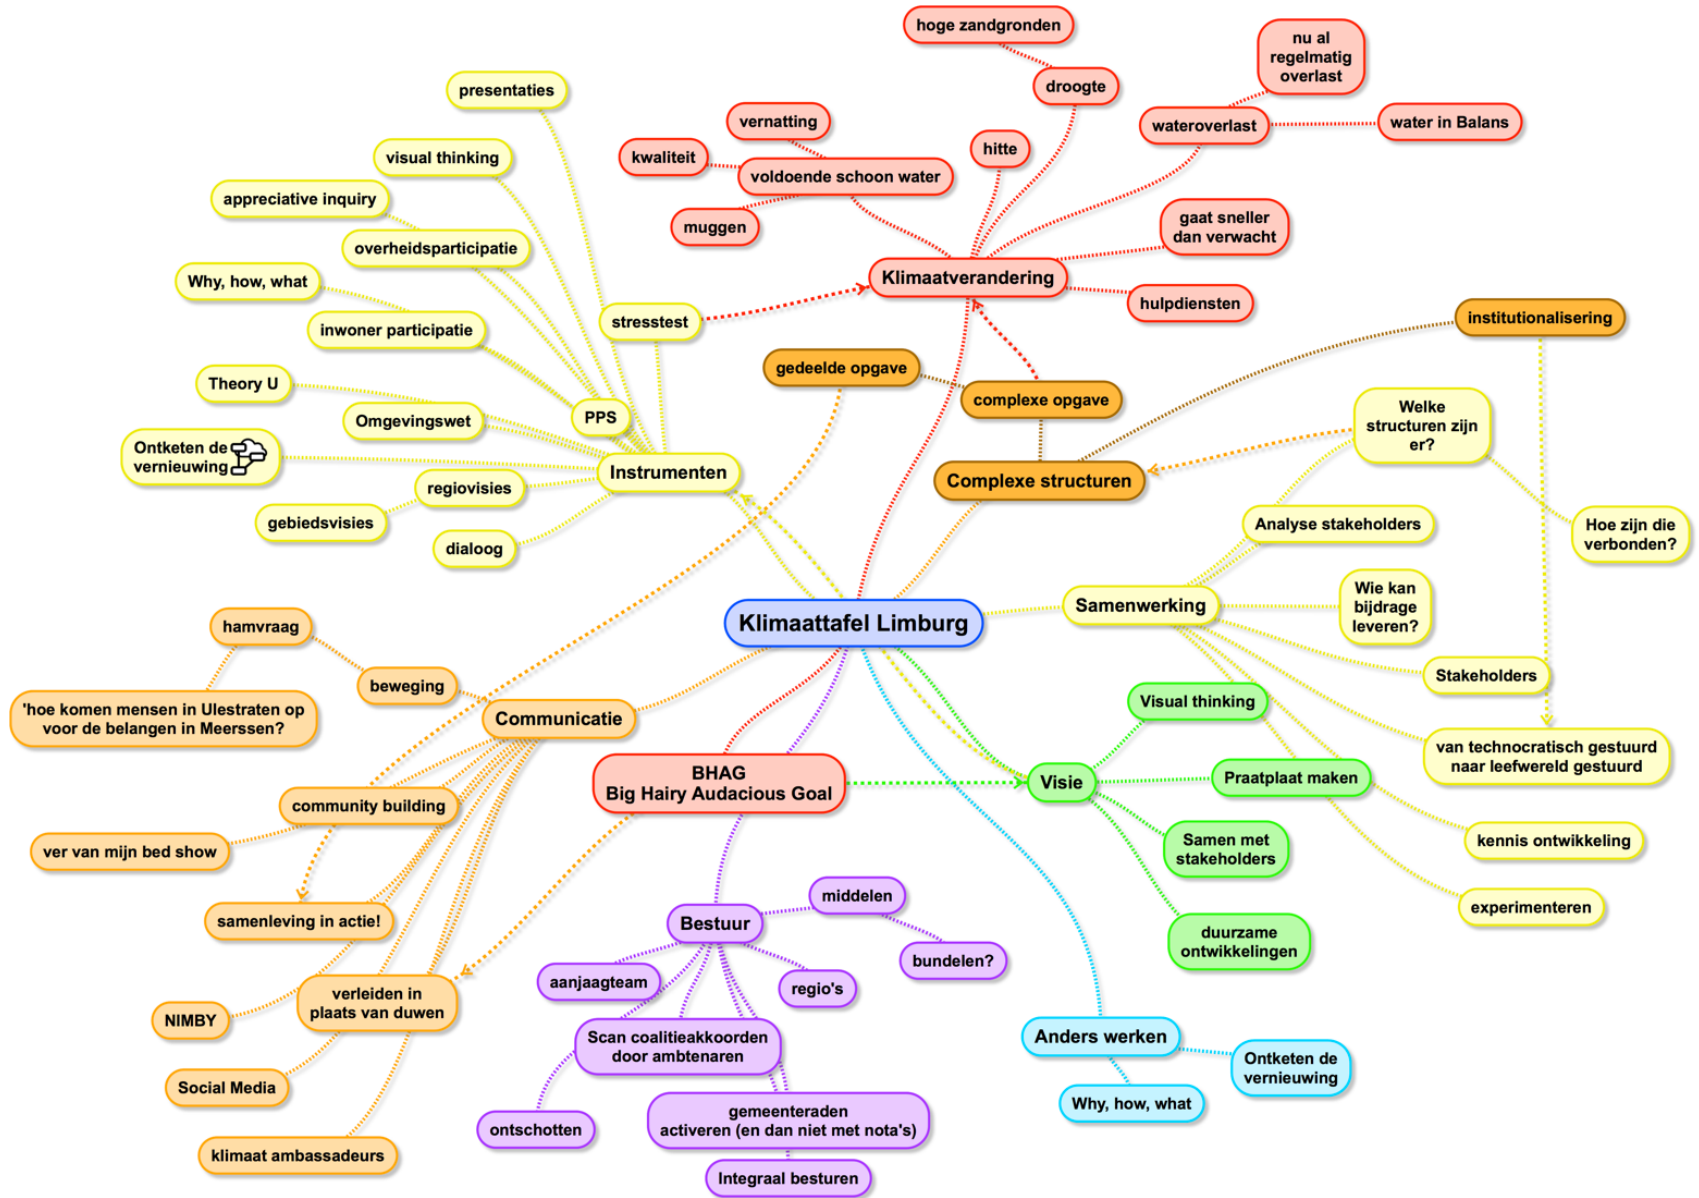 Klimaattafel Limburg
Klimaatverandering
hoge zandgronden
droogte
nu al
regelmatig
overlast
wateroverlast
water in Balans
hitte
vernatting
kwaliteit
voldoende schoon water
muggen
gaat sneller
dan verwacht
hulpdiensten
Instrumenten
presentaties
visual thinking
appreciative inquiry
overheidsparticipatie
Why, how, what
inwoner participatie
stresstest
Theory U
Omgevingswet
PPS
Ontketen de
vernieuwing
regiovisies
gebiedsvisies
dialoog
gedeelde opgave
complexe opgave
Complexe structuren
institutionalisering
Samenwerking
Welke
structuren zijn
er?
Hoe zijn die
verbonden?
Analyse stakeholders
Wie kan
bijdrage
leveren?
Stakeholders
van technocratisch gestuurd
naar leefwereld gestuurd
kennis ontwikkeling
experimenteren
Visie
Visual thinking
Praatplaat maken
Samen met
stakeholders
duurzame
ontwikkelingen
Anders werken
Ontketen de
vernieuwing
Why, how, what
BHAG
Big Hairy Audacious Goal
Bestuur
middelen
bundelen?
regio's
aanjaagteam
Scan coalitieakkoorden
door ambtenaren
ontschotten
gemeenteraden
activeren (en dan niet met nota's)
Integraal besturen
Communicatie
hamvraag
beweging
'hoe komen mensen in Ulestraten op
voor de belangen in Meerssen?
community building
ver van mijn bed show
samenleving in actie!
verleiden in
plaats van duwen
NIMBY
Social Media
klimaat ambassadeurs